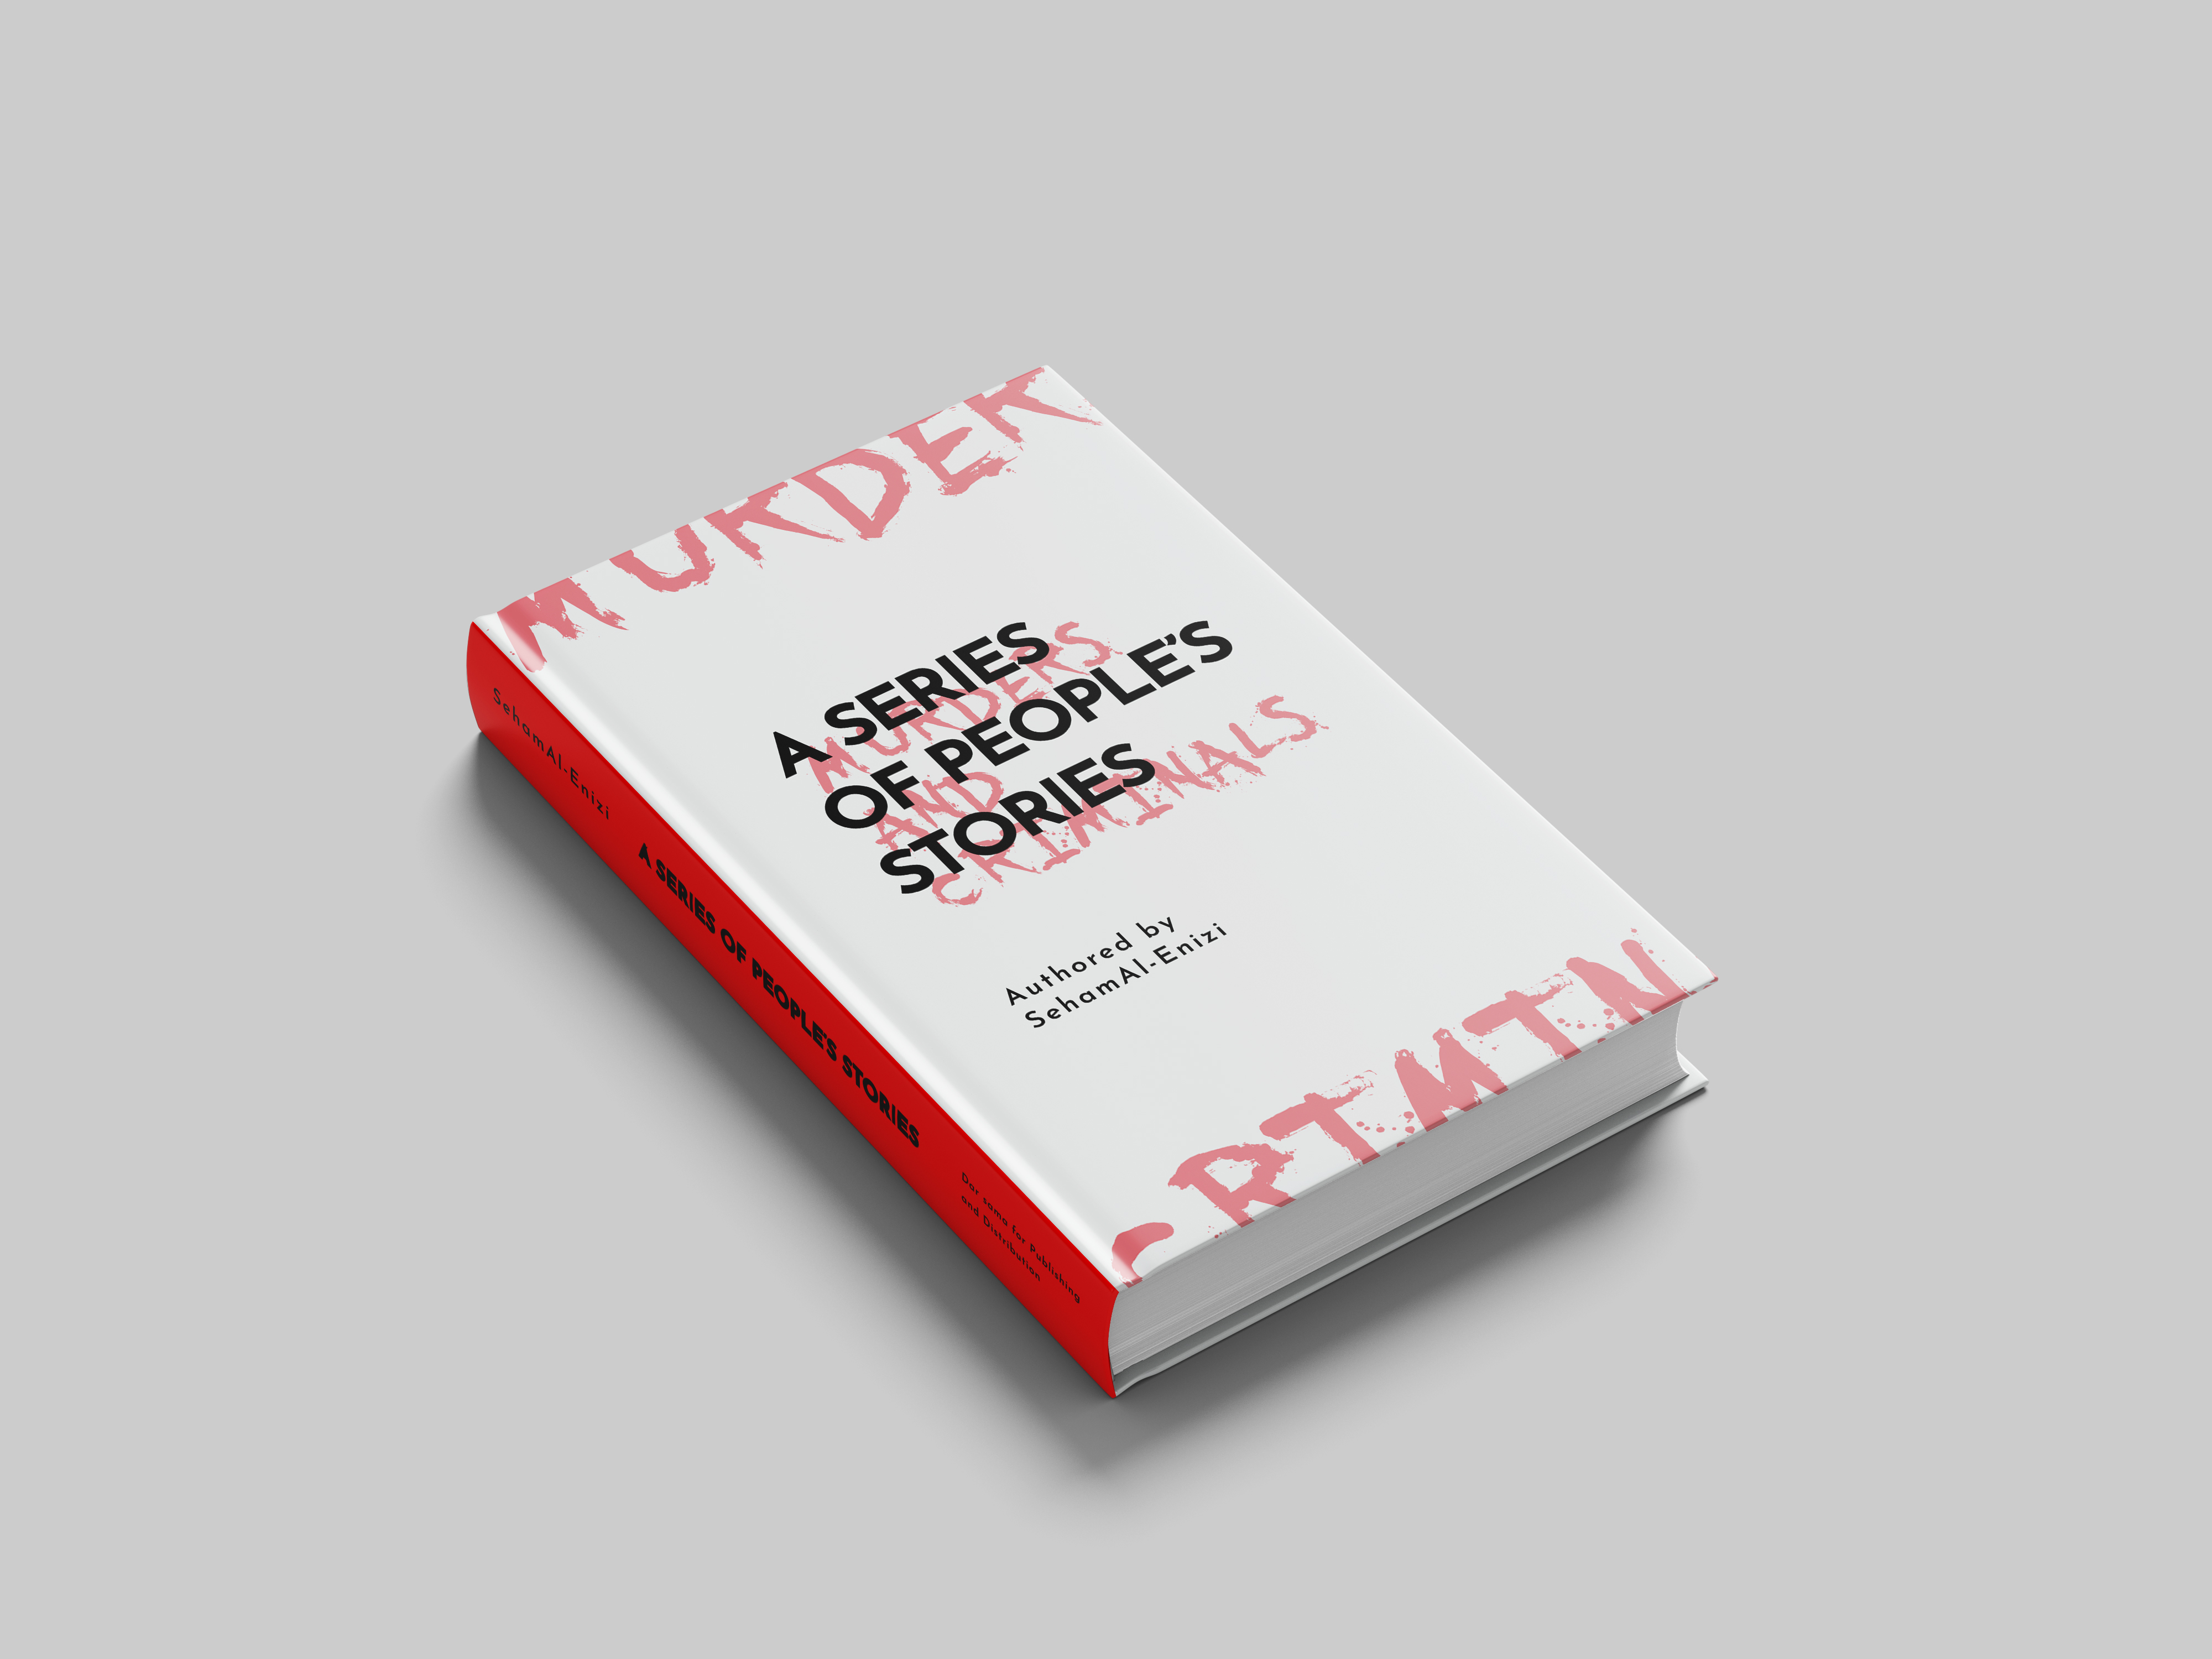 MURDER
A SERIES
OF PEOPLE'S
STORIES
MURDERS
AND
CRIMINALS
Authored by
SehamAl-Enizi
CRIMIN
SehamAl-Enizi
A SERIES OF PEOPLE'S STORIES
Dar sama for Publishing
and Distribution